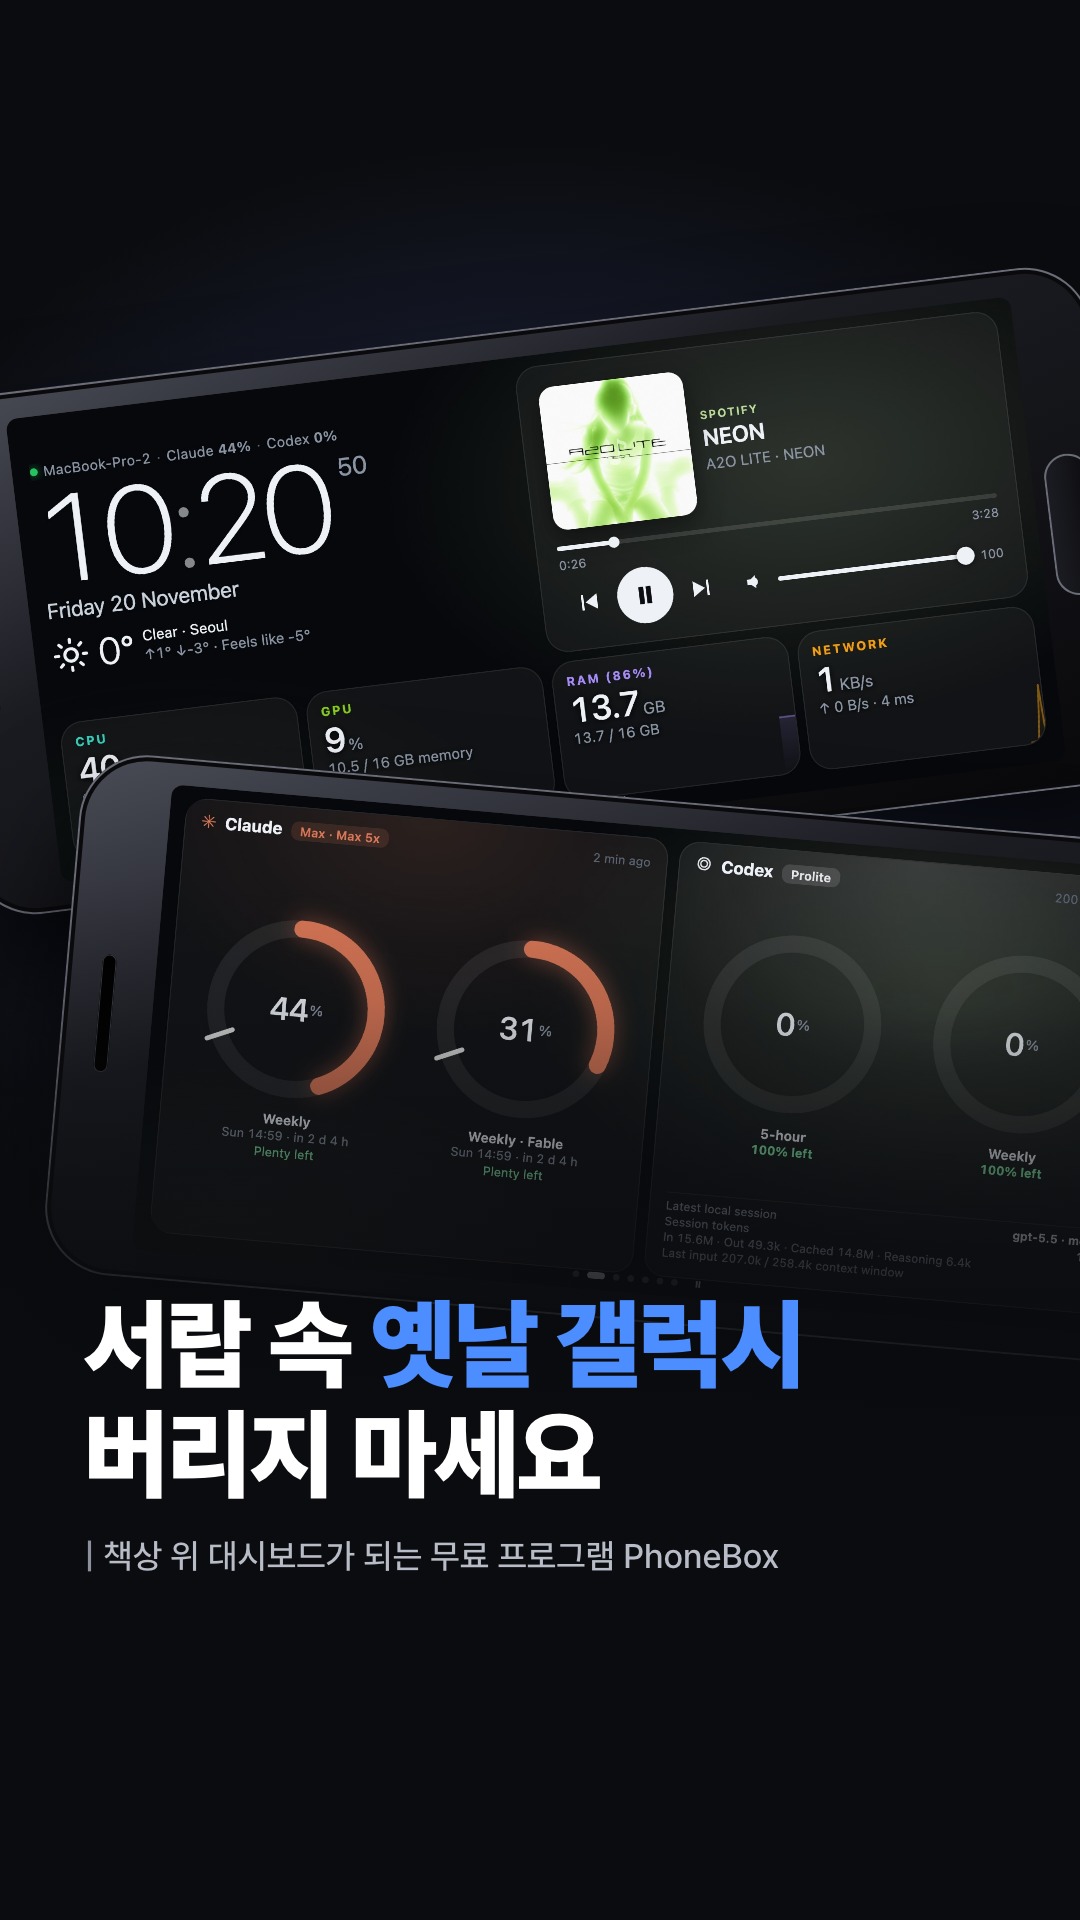 MacBook-Pro-2 · Claude 44% · Codex 0%
10:20 50
Friday 20 November
0° Clear · Seoul
↑1° ↓-3° · Feels like -5°
A2O LITE
SPOTIFY
NEON
A2O LITE · NEON
0:26
3:28
100
CPU
GPU
9%
10.5 / 16 GB memory
RAM (86%)
13.7 GB
13.7 / 16 GB
NETWORK
1 KB/s
↑ 0 B/s · 4 ms
Claude Max · Max 5x
2 min ago
44%
Weekly
Sun 14:59 · in 2 d 4 h
Plenty left
31%
Weekly · Fable
Sun 14:59 · in 2 d 4 h
Plenty left
Codex Prolite
200
0%
5-hour
100% left
0%
Weekly
100% left
Latest local session
Session tokens
gpt-5.5
In 15.6M · Out 49.3k · Cached 14.8M · Reasoning 6.4k
Last input 207.0k / 258.4k context window
서랍 속 옛날 갤럭시
버리지 마세요
책상 위 대시보드가 되는 무료 프로그램 PhoneBox